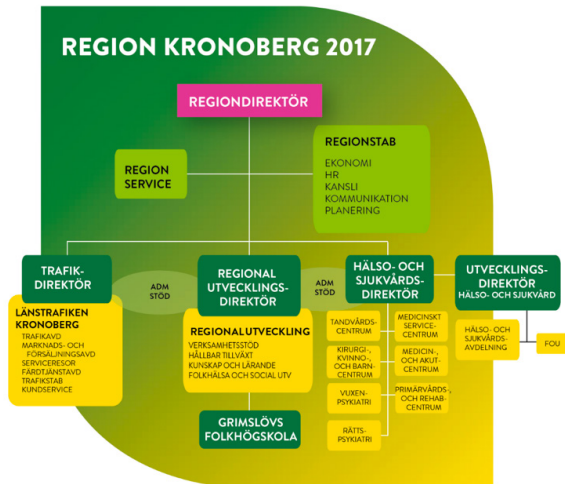 REGION KRONOBERG 2017
REGIONDIREKTÖR
REGION
SERVICE
REGIONSTAB
EKONOMI
HR
KANSLI
KOMMUNIKATION
PLANERING
TRAFIK-
DIREKTÖR
ADM
STÖD
REGIONAL
UTVECKLINGS-
DIREKTÖR
ADM
STÖD
HÄLSO- OCH
SJUKVÅRDS-
DIREKTÖR
UTVECKLINGS-
DIREKTÖR
HÄLSO OCH SJUKVÅRD
LÄNSTRAFIKEN
KRONOBERG
TRAFIKAVD
MARKNADS- OCH
FÖRSÄLJNINGSAVD
SERVICERESOR
FÄRDTJÄNSTAVD
TRAFIKSTAB
KUNDSERVICE
REGIONALUTVECKLING
VERKSAMHETSSTÖD
HÅLLBAR TILLVÄXT
KUNSKAP OCH LÄRANDE
FOLKHÄLSA OCH SOCIAL UTV
GRIMSLÖVS
FOLKHÖGSKOLA
TANDVÅRDS-
CENTRUM
KIRURGI-,
KVINNO-,
OCH BARN-
CENTRUM
VUXEN-
PSYKIATRI
RÄTTS-
PSYKIATRI
MEDICINSKT
SERVICE-
CENTRUM
MEDICIN-,
OCH AKUT-
CENTRUM
PRIMÄRVÅRDS-,
OCH REHAB-
CENTRUM
HÄLSO- OCH
SJUKVÅRDS-
AVDELNING
FOU